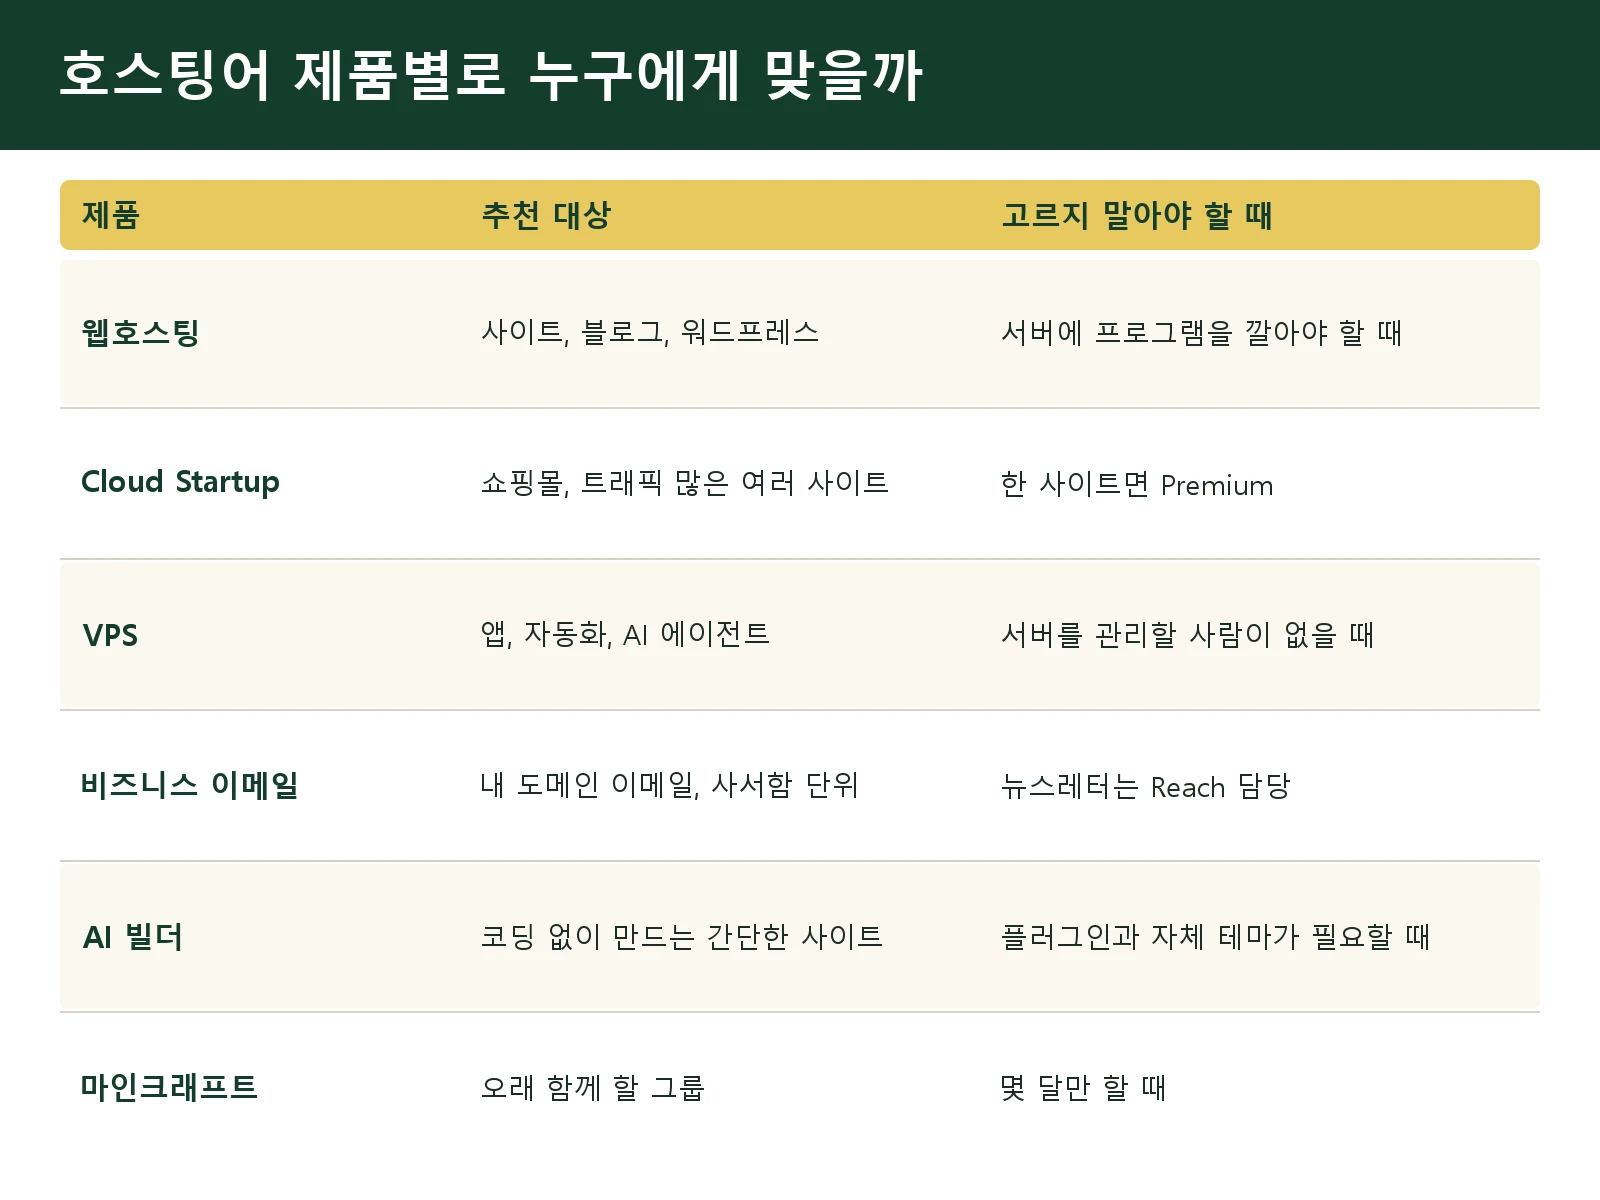 호스팅어 제품별로 누구에게 맞을까
제품 추천 대상 고르지 말아야 할 때
웹호스팅 사이트, 블로그, 워드프레스 서버에 프로그램을 깔아야 할 때
Cloud Startup 쇼핑몰, 트래픽 많은 여러 사이트 한 사이트면 Premium
VPS 앱, 자동화, AI 에이전트 서버를 관리할 사람이 없을 때
비즈니스 이메일 내 도메인 이메일, 사서함 단위 뉴스레터는 Reach 담당
AI 빌더 코딩 없이 만드는 간단한 사이트 플러그인과 자체 테마가 필요할 때
마인크래프트 오래 함께 할 그룹 몇 달만 할 때